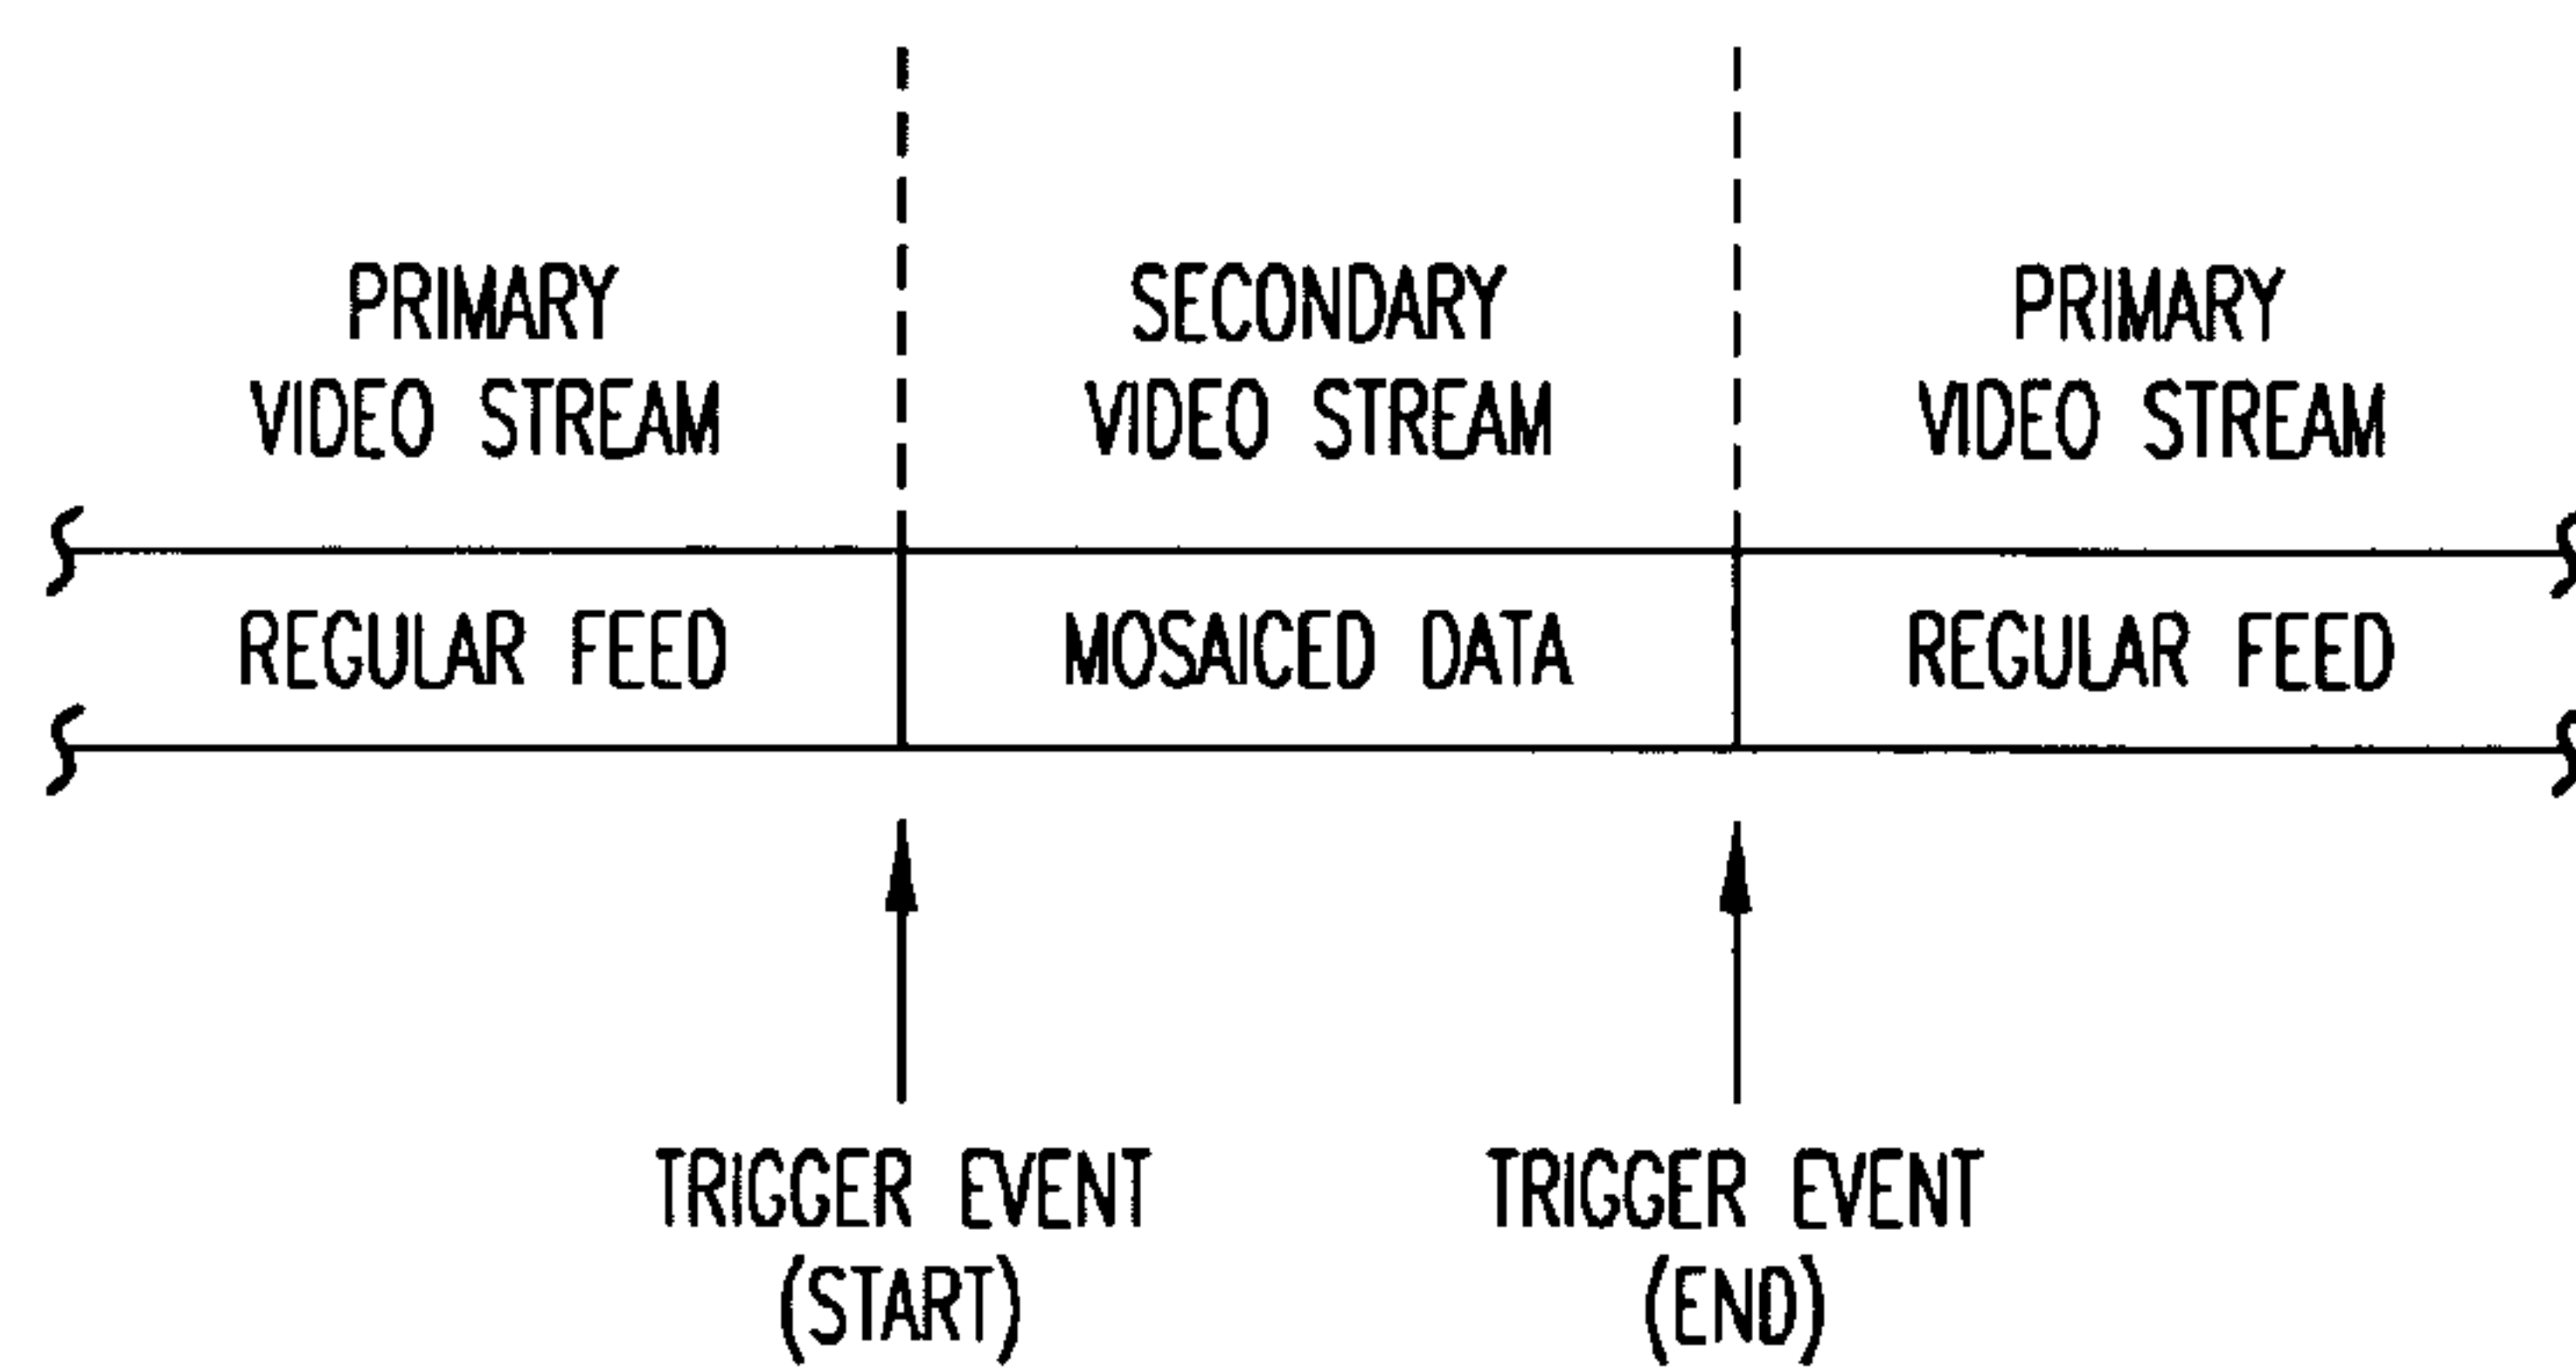 PRIMARY
VIDEO STREAM
SECONDARY
VIDEO STREAM
PRIMARY
VIDEO STREAM
REGULAR FEED
MOSAICED DATA
REGULAR FEED
TRIGGER EVENT
(START)
TRIGGER EVENT
(END)